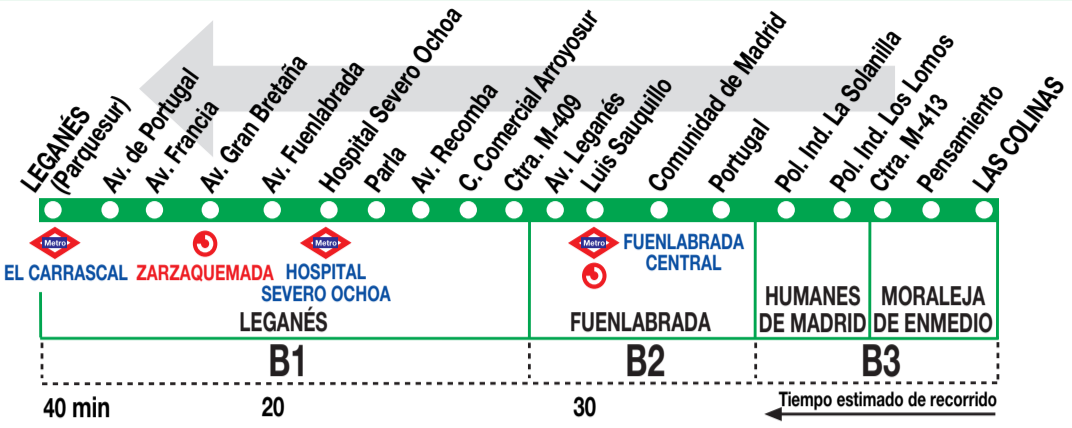 LEGANÉS
(Parquesur)
Av. de Portugal
Av. Francia
Av. Gran Bretaña
Av. Fuenlabrada
Hospital Severo Ochoa
Parla
Av. Recomba
C. Comercial Arroyosur
Ctra. M-409
Av. Leganés
Luis Sauquillo
Comunidad de Madrid
Portugal
Pol. Ind. La Solanilla
Pol. Ind. Los Lomos
Ctra. M-413
Pensamiento
LAS COLINAS
Metro
EL CARRASCAL
ZARZAQUEMADA
Metro
HOSPITAL
SEVERO OCHOA
Metro
FUENLABRADA
CENTRAL
LEGANÉS
FUENLABRADA
HUMANES
DE MADRID
MORALEJA
DE ENMEDIO
B1
B2
B3
40 min
20
30
Tiempo estimado de recorrido